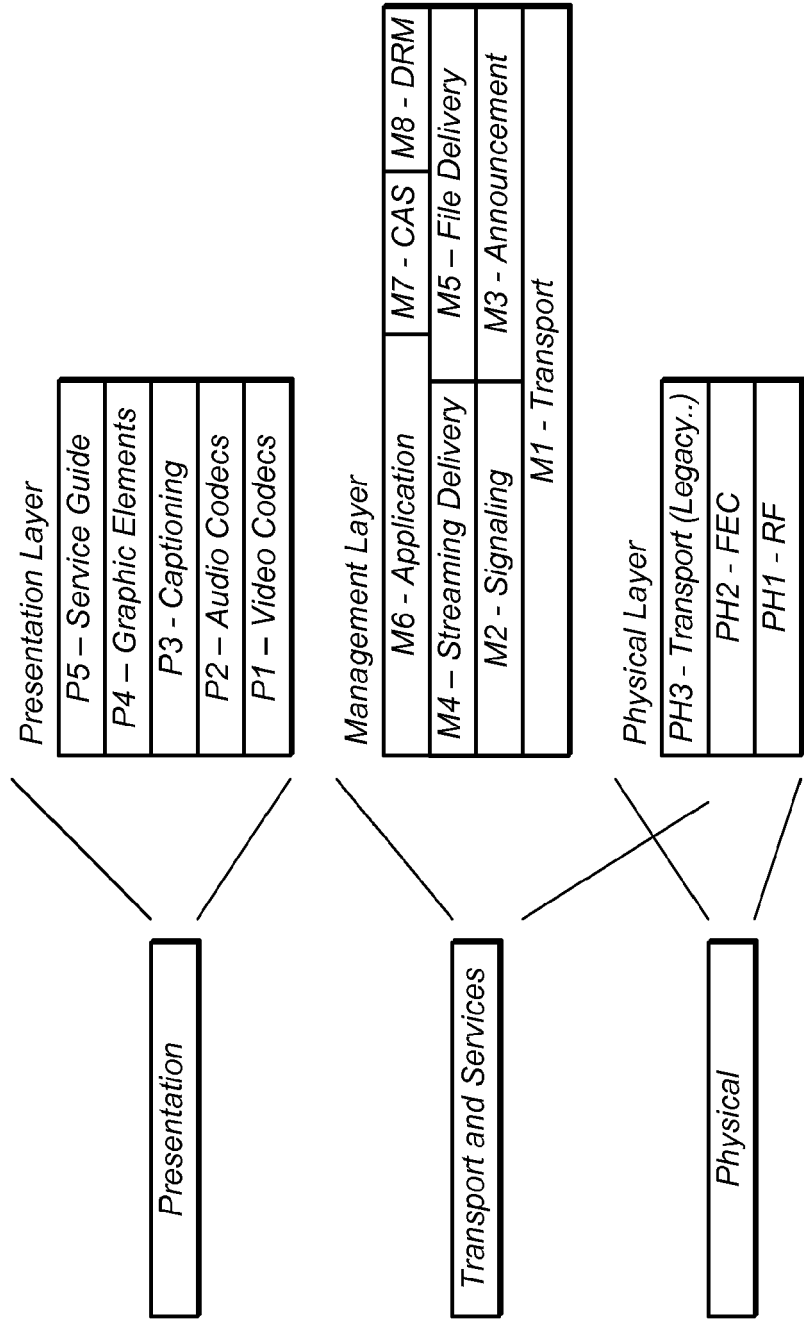 Presentation
Presentation Layer
P5 – Service Guide
P4 – Graphic Elements
P3 - Captioning
P2 – Audio Codecs
P1 – Video Codecs
Transport and Services
Management Layer
M6 - Application
M7 - CAS
M8 - DRM
M4 – Streaming Delivery
M5 – File Delivery
M2 - Signaling
M3 - Announcement
M1 - Transport
Physical
Physical Layer
PH3 - Transport (Legacy..)
PH2 - FEC
PH1 - RF